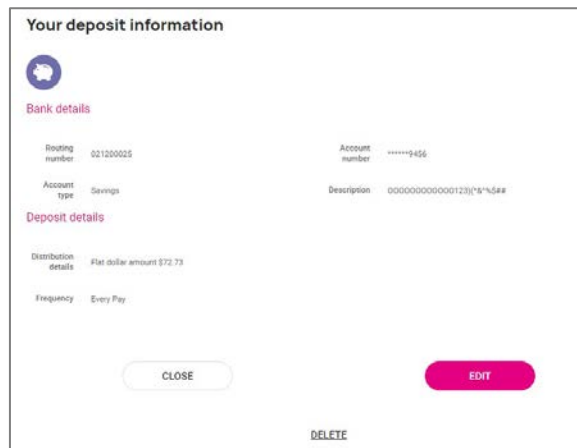 Your deposit information
Bank details
Routing number 021200025
Account number ******9456
Account type Savings
Description OOOOOOOOOOOOO123)(*&^%$##
Deposit details
Distribution details Flat dollar amount $72.73
Frequency Every Pay
CLOSE
EDIT
DELETE